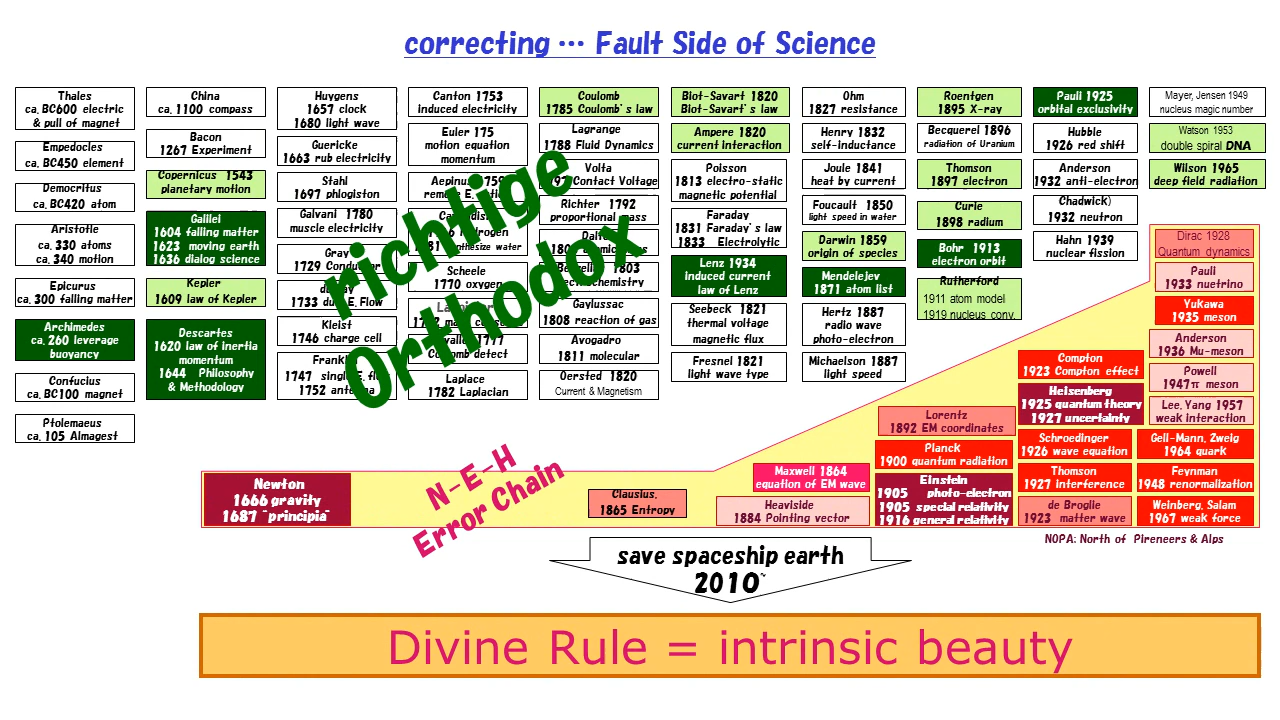 correcting ··· Fault Side of Science
Thales
ca. BC600 electric
& pull of magnet
Empedocles
ca. BC450 element
Democritus
ca. BC420 atom
Aristotle
ca. 330 atoms
ca. 340 motion
Epicurus
ca. 300 falling matter
Archimedes
ca. 260 leverage
buoyancy
Confucius
ca. BC100 magnet
Ptolemaeus
ca. 105 Almagest
China
ca. 1100 compass
Bacon
1267 Experiment
Copernicus 1543
planetary motion
Galilei
1604 falling matter
1623 moving earth
1636 dialog science
Kepler
1609 law of Kepler
Descartes
1620 law of inertia
momentum
1644 Philosophy
& Methodology
Huygens
1657 clock
1680 light wave
Guericke
1663 rub electricity
Stahl
1697 phlogiston
Galvani 1780
muscle electricity
Gray
1729
1733 E. Flow
Kleist
1746 charge cell
1747
1752
Canton 1753
induced electricity
Euler 175
motion equation
momentum
Scheele
1770 oxygen
Laplace
1782 Laplacian
Coulomb
1785 Coulomb's law
Lagrange
1788 Fluid Dynamics
Volta
Contact Voltage
Richter 1792
proportional mass
Gaylussac
1808 reaction of gas
Avogadro
1811 molecular
Oersted 1820
Current & Magnetism
Biot-Savart 1820
Biot-Savart's law
Ampere 1820
current interaction
Poisson
1813 electro-static
magnetic potential
Faraday
1831 Faraday's law
1833 Electrolytic
Lenz 1934
induced current
law of Lenz
Seebeck 1821
thermal voltage
magnetic flux
Fresnel 1821
light wave type
Ohm
1827 resistance
Henry 1832
self-inductance
Joule 1841
heat by current
Foucault 1850
light speed in water
Darwin 1859
origin of species
Mendelejev
1871 atom list
Hertz 1887
radio wave
photo-electron
Michaelson 1887
light speed
Roentgen
1895 X-ray
Becquerel 1896
radiation of Uranium
Thomson
1897 electron
Curie
1898 radium
Bohr 1913
electron orbit
Rutherford
1911 atom model
1919 nucleus conv.
Pauli 1925
orbital exclusivity
Hubble
1926 red shift
Anderson
1932 anti-electron
Chadwick)
1932 neutron
Hahn 1939
nuclear fission
Mayer, Jensen 1949
nucleus magic number
Watson 1953
double spiral DNA
Wilson 1965
deep field radiation
richtige
Orthodox
Dirac 1928
Quantum dynamics
Pauli
1933 nuetrino
Yukawa
1935 meson
Anderson
1936 Mu-meson
Powell
1947π meson
Lee, Yang 1957
weak interaction
Gell-Mann, Zweig
1964 quark
Feynman
1948 renormalization
Weinberg, Salam
1967 weak force
Compton
1923 Compton effect
Heisenberg
1925 quantum theory
1927 uncertainty
Schroedinger
1926 wave equation
Thomson
1927 interference
de Broglie
1923 matter wave
Lorentz
1892 EM coordinates
Planck
1900 quantum radiation
Einstein
1905 photo-electron
1905 special relativity
1916 general relativity
Maxwell 1864
equation of EM wave
Heaviside
1884 Pointing vector
Clausius,
1865 Entropy
Newton
1666 gravity
1687 "principia"
N-E-H
Error Chain
NOPA: North of Pireneers & Alps
save spaceship earth
2010~
Divine Rule = intrinsic beauty